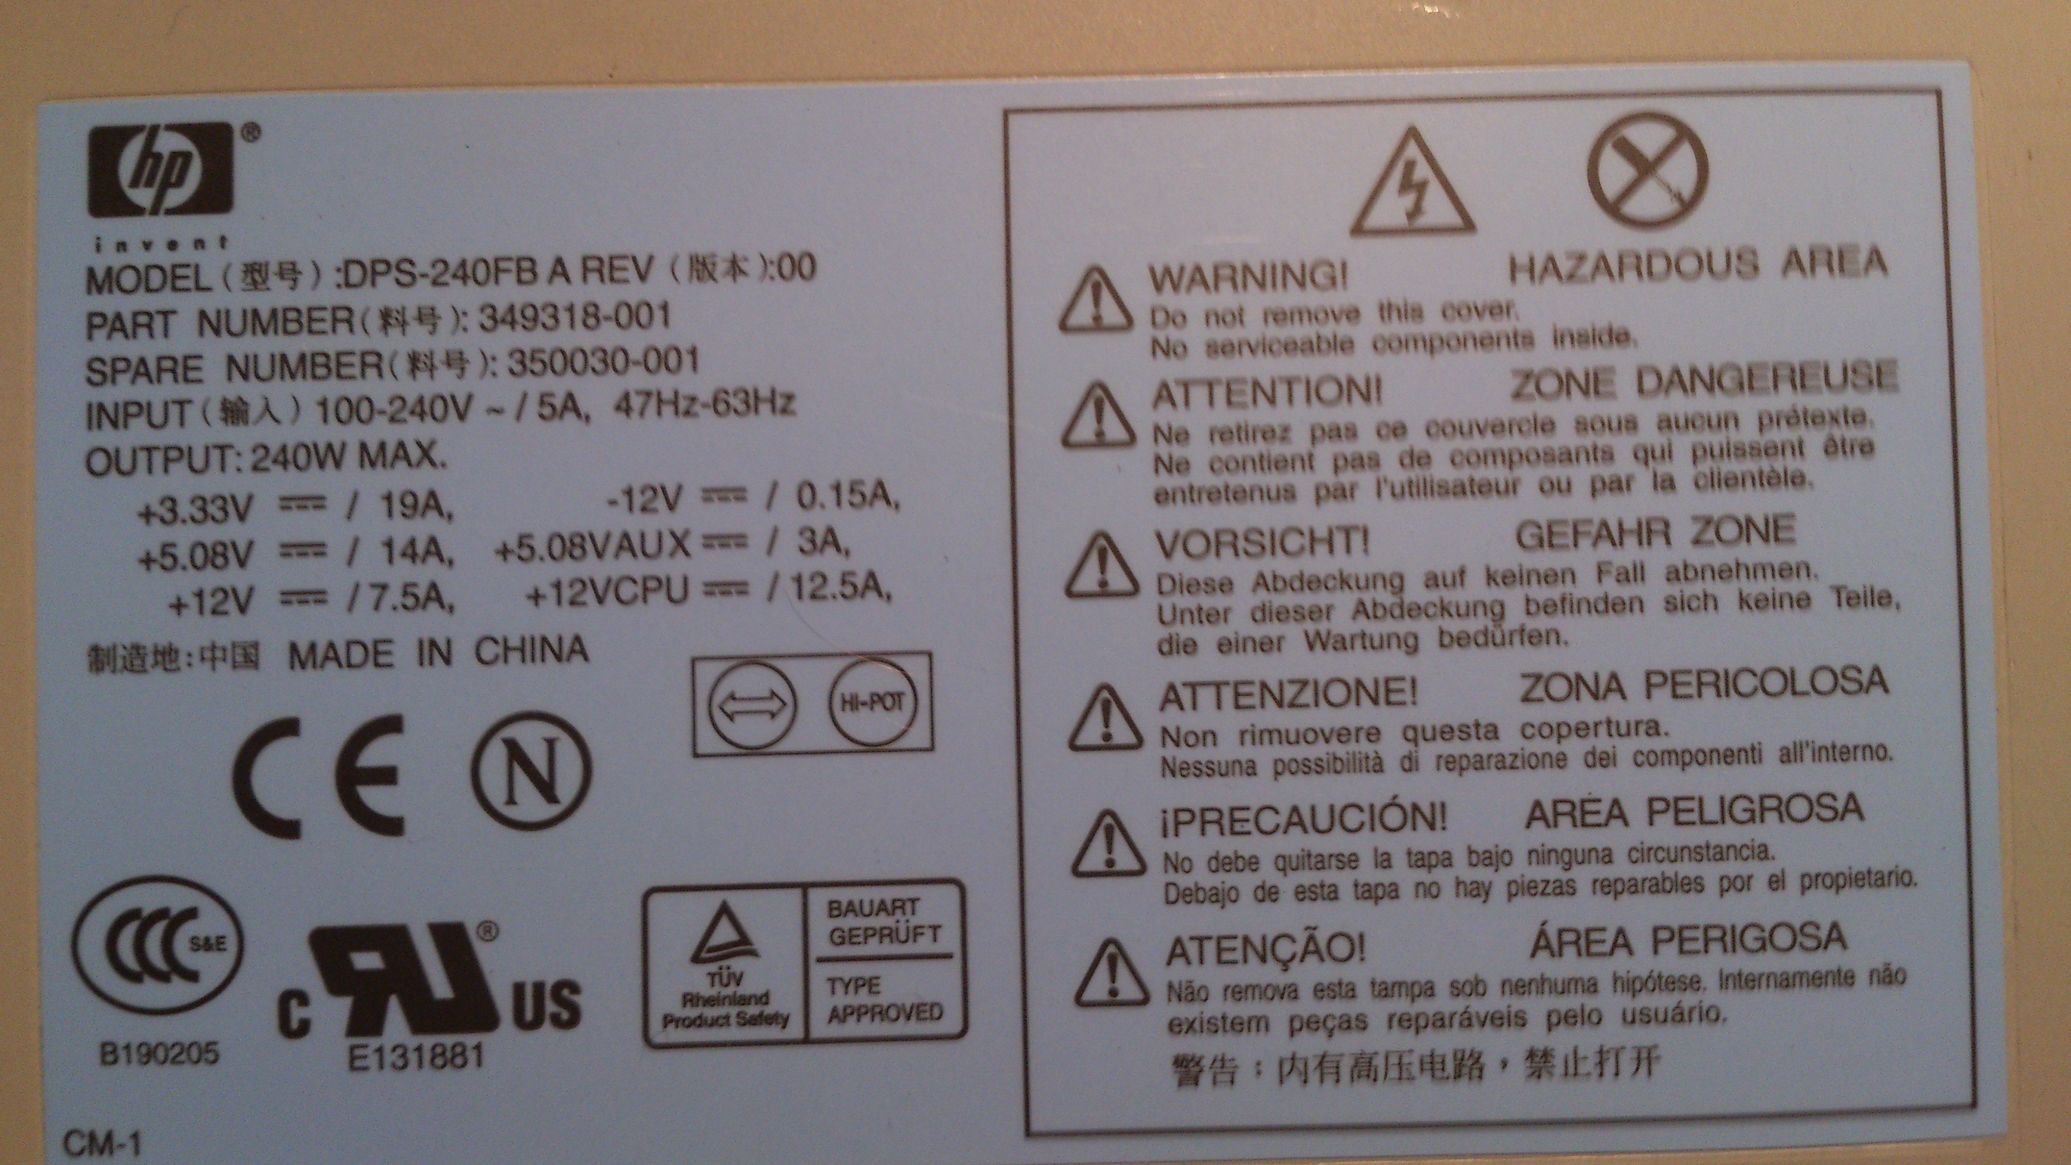 hp ®
invent
MODEL(型号):DPS-240FB A REV(版本):00
PART NUMBER(料号): 349318-001
SPARE NUMBER(料号): 350030-001
INPUT(输入) 100-240V ~ / 5A, 47Hz-63Hz
OUTPUT: 240W MAX.
+3.33V ⎓ / 19A, -12V ⎓ / 0.15A,
+5.08V ⎓ / 14A, +5.08VAUX ⎓ / 3A,
+12V ⎓ / 7.5A, +12VCPU ⎓ / 12.5A,
制造地:中国 MADE IN CHINA
HI-POT
CE N
CCC S&E
B190205
C RU ® US
E131881
TÜV
Rheinland
Product Safety
BAUART
GEPRÜFT
TYPE
APPROVED
CM-1
WARNING! HAZARDOUS AREA
Do not remove this cover.
No serviceable components inside.
ATTENTION! ZONE DANGEREUSE
Ne retirez pas ce couvercle sous aucun prétexte.
Ne contient pas de composants qui puissent être
entretenus par l'utilisateur ou par la clientèle.
VORSICHT! GEFAHR ZONE
Diese Abdeckung auf keinen Fall abnehmen.
Unter dieser Abdeckung befinden sich keine Teile,
die einer Wartung bedürfen.
ATTENZIONE! ZONA PERICOLOSA
Non rimuovere questa copertura.
Nessuna possibilità di reparazione dei componenti all'interno.
¡PRECAUCIÓN! AREA PELIGROSA
No debe quitarse la tapa bajo ninguna circunstancia.
Debajo de esta tapa no hay piezas reparables por el propietario.
ATENÇÃO! ÁREA PERIGOSA
Não remova esta tampa sob nenhuma hipótese. Internamente não
existem peças reparáveis pelo usuário.
警告：内有高压电路，禁止打开